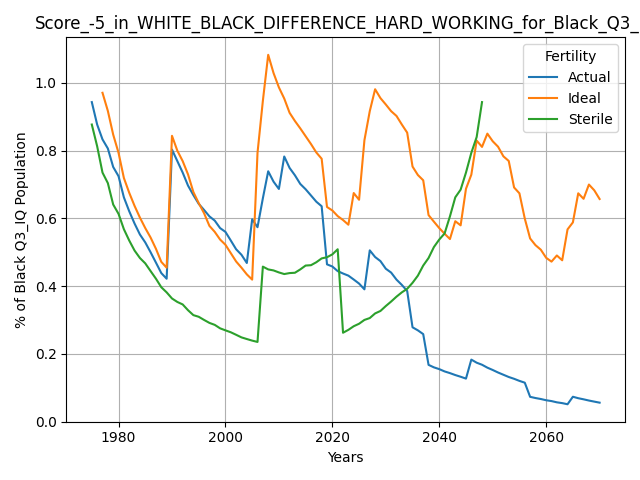 Score_-5_in_WHITE_BLACK_DIFFERENCE_HARD_WORKING_for_Black_Q3_
Fertility
Actual
Ideal
Sterile
% of Black Q3_IQ Population
1.0
0.8
0.6
0.4
0.2
0.0
1980
2000
2020
2040
2060
Years